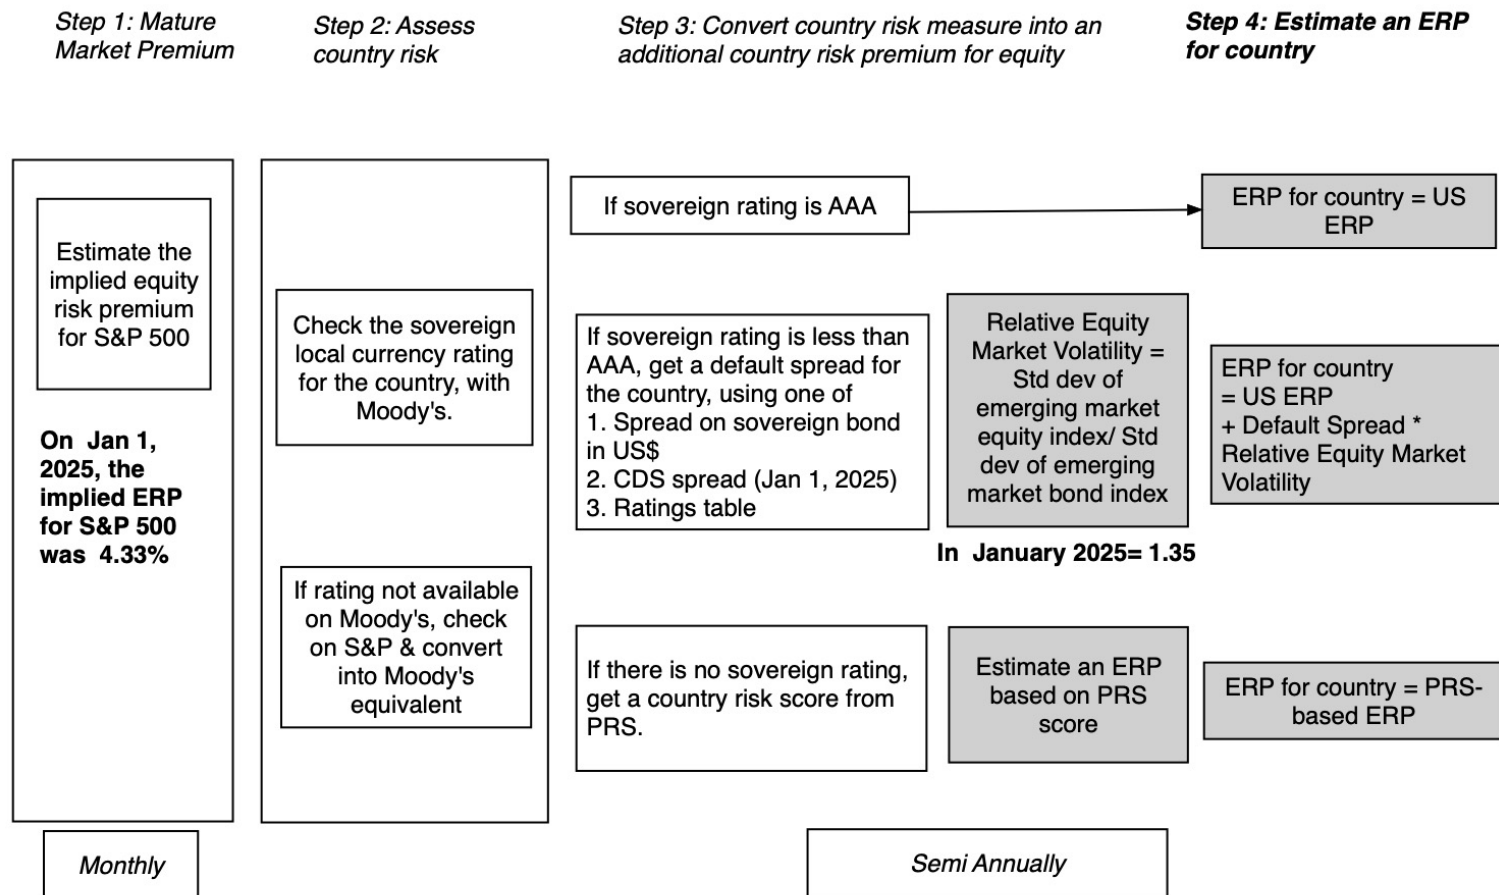 Step 1: Mature
Market Premium
Step 2: Assess
country risk
Step 3: Convert country risk measure into an
additional country risk premium for equity
Step 4: Estimate an ERP
for country
Estimate the
implied equity
risk premium
for S&P 500
On Jan 1,
2025, the
implied ERP
for S&P 500
was 4.33%
Check the sovereign
local currency rating
for the country, with
Moody's.
If rating not available
on Moody's, check
on S&P & convert
into Moody's
equivalent
If sovereign rating is AAA
ERP for country = US
ERP
If sovereign rating is less than
AAA, get a default spread for
the country, using one of
1. Spread on sovereign bond
in US$
2. CDS spread (Jan 1, 2025)
3. Ratings table
Relative Equity
Market Volatility =
Std dev of
emerging market
equity index/ Std
dev of emerging
market bond index
In January 2025= 1.35
ERP for country
= US ERP
+ Default Spread *
Relative Equity Market
Volatility
If there is no sovereign rating,
get a country risk score from
PRS.
Estimate an ERP
based on PRS
score
ERP for country = PRS-
based ERP
Monthly
Semi Annually